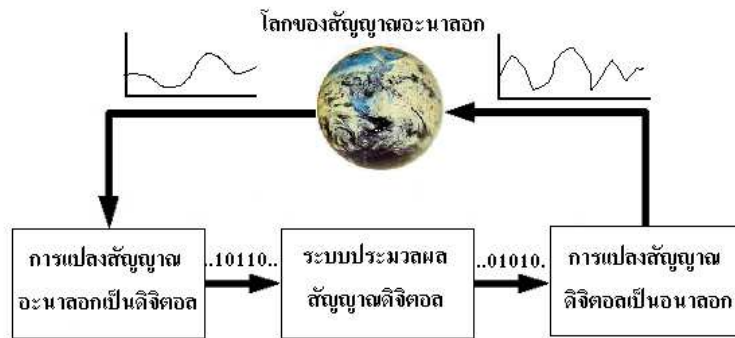 โลกของสัญญาณอะนาลอก
การแปลงสัญญาณ
อะนาลอกเป็นดิจิตอล
..10110..
ระบบประมวลผล
สัญญาณดิจิตอล
..01010.
การแปลงสัญญาณ
ดิจิตอลเป็นอนาลอก